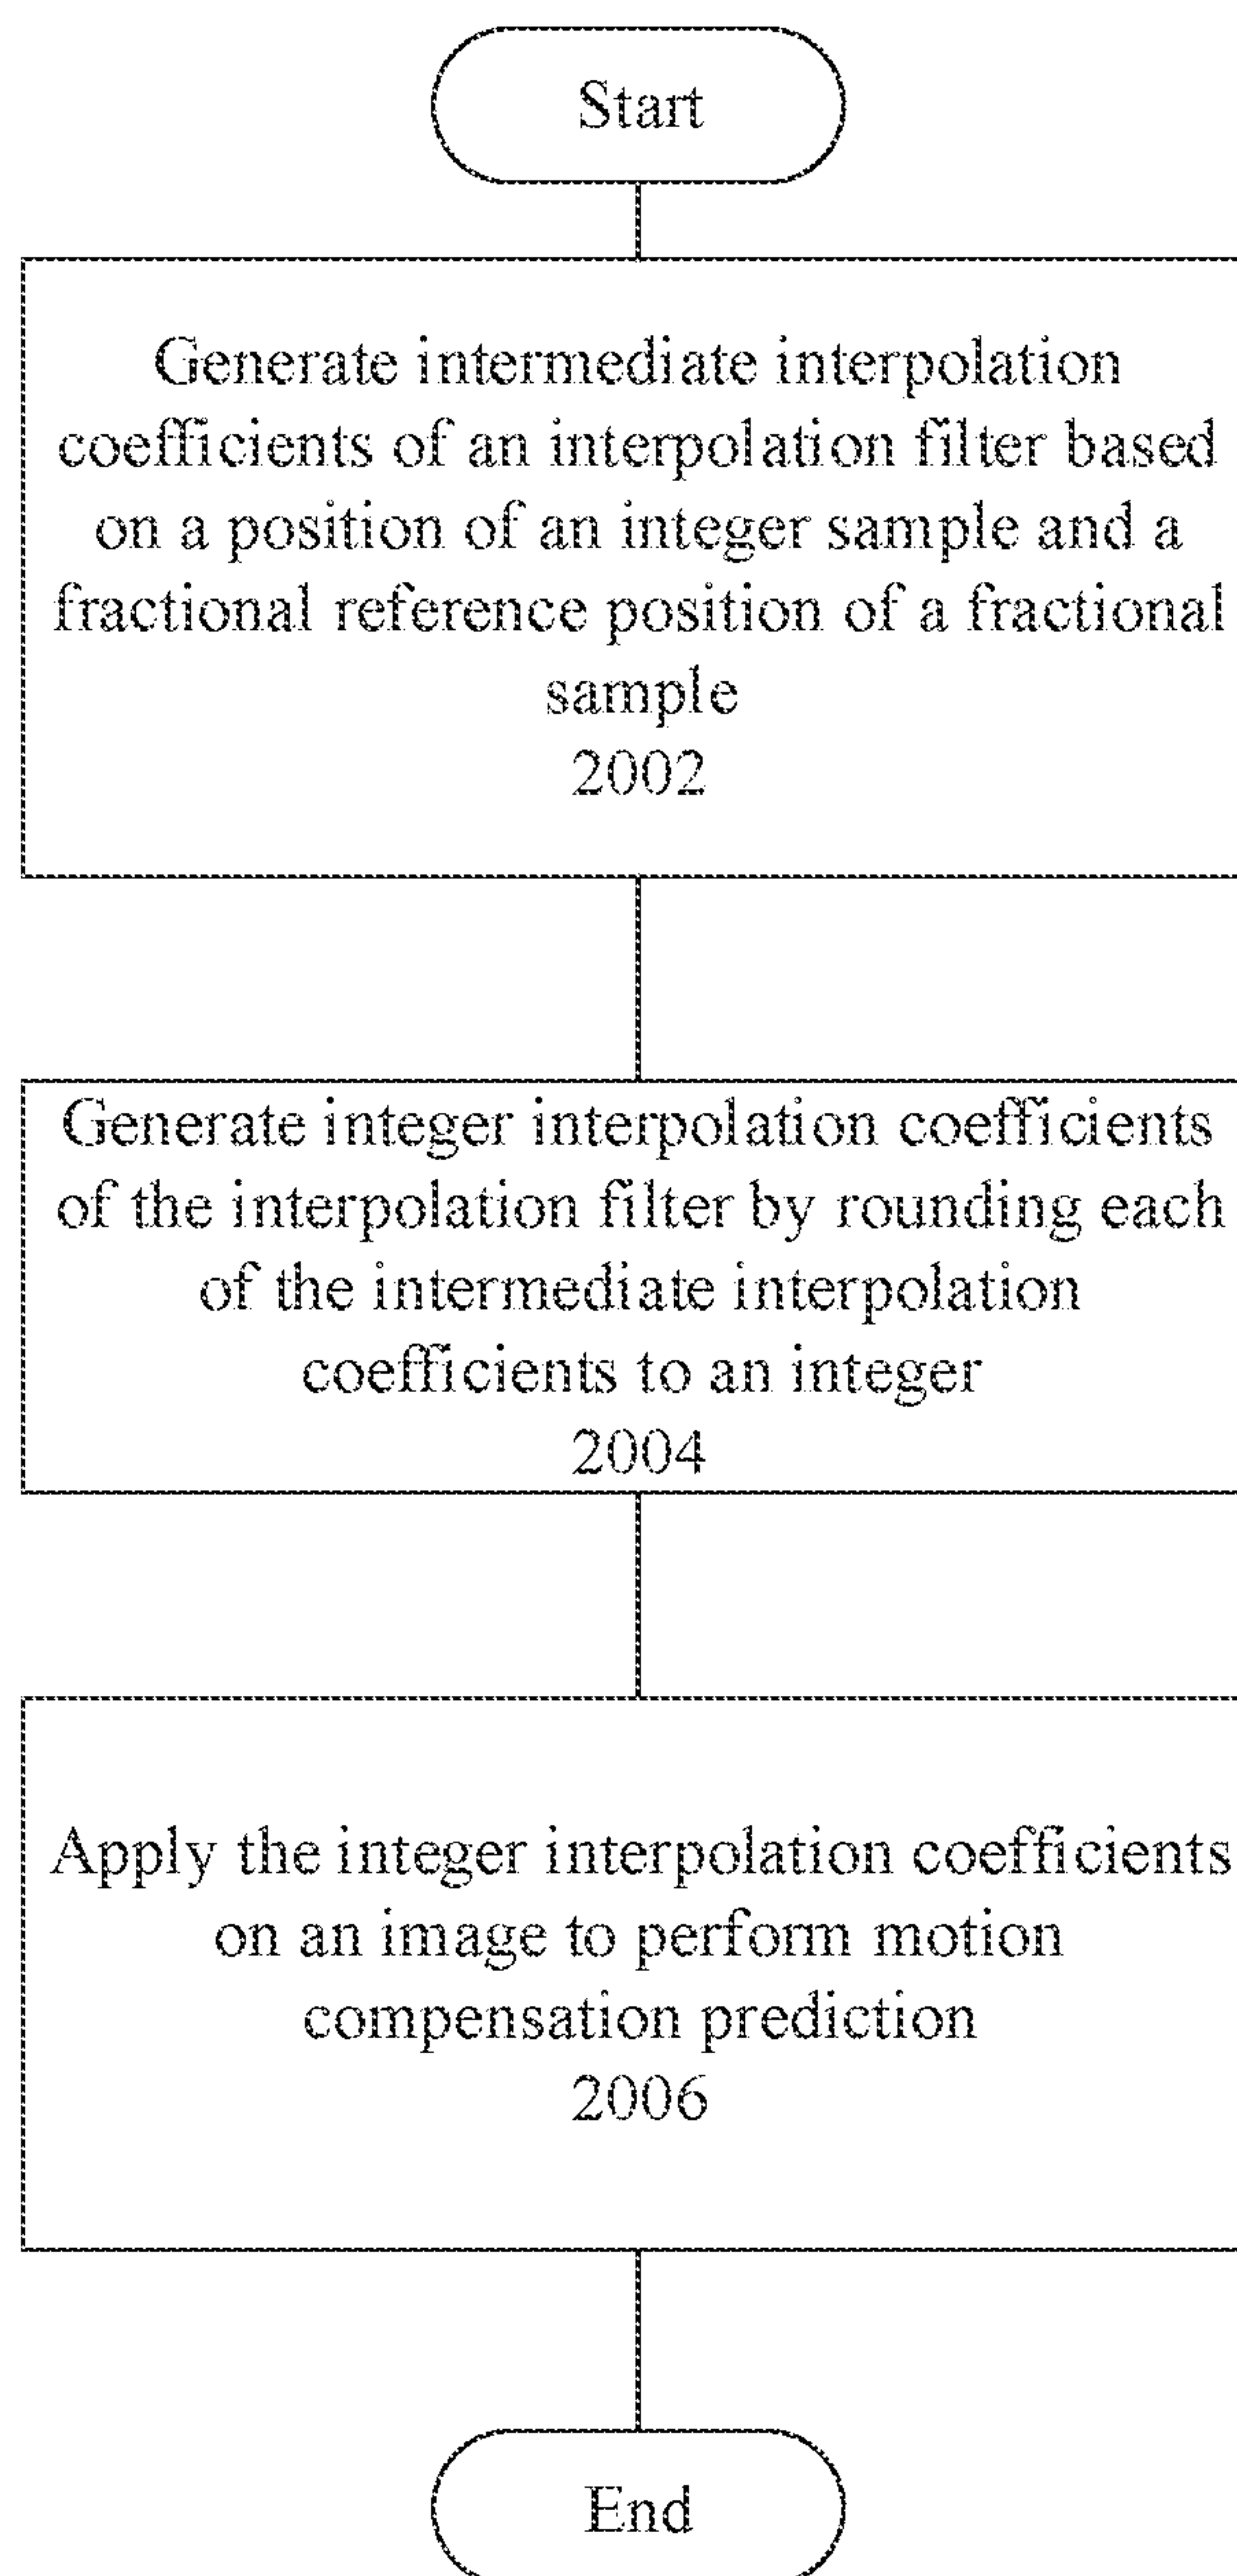 Start
Generate intermediate interpolation
coefficients of an interpolation filter based
on a position of an integer sample and a
fractional reference position of a fractional
sample
2002
Generate integer interpolation coefficients
of the interpolation filter by rounding each
of the intermediate interpolation
coefficients to an integer
2004
Apply the integer interpolation coefficients
on an image to perform motion
compensation prediction
2006
End